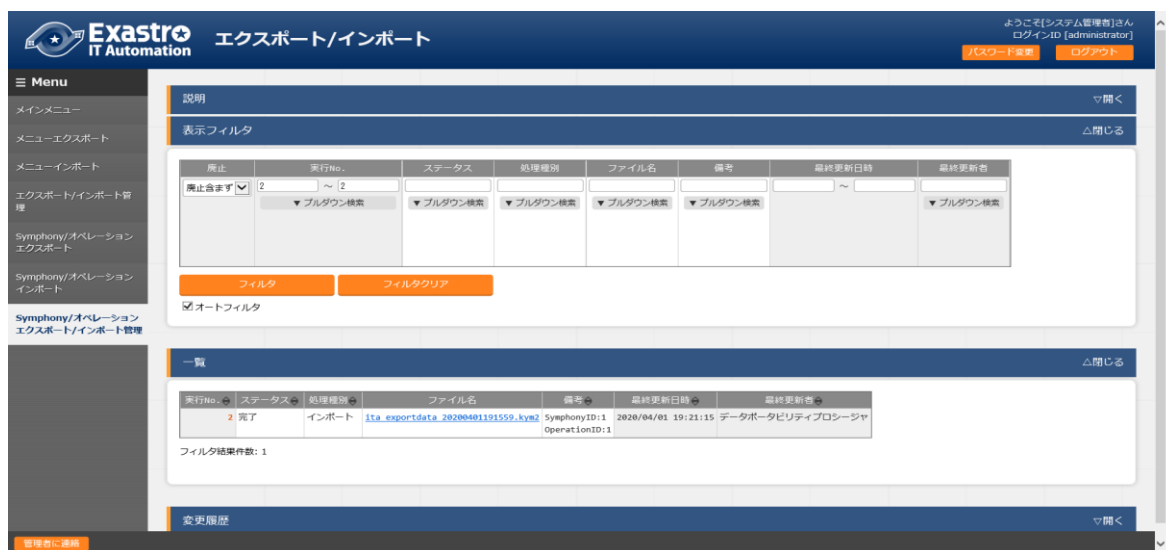 Exastro
IT Automation
エクスポート/インポート
ようこそ[システム管理者]さん
ログインID [administrator]
パスワード変更 ログアウト
≡ Menu
メインメニュー
メニューエクスポート
メニューインポート
エクスポート/インポート管
理
Symphony/オペレーション
エクスポート
Symphony/オペレーション
インポート
Symphony/オペレーション
エクスポート/インポート管理
説明 ▽開く
表示フィルタ △閉じる
廃止 実行No. ステータス 処理種別 ファイル名 備考 最終更新日時 最終更新者
廃止含まず 2 ～ 2 ～
▼ プルダウン検索 ▼ プルダウン検索 ▼ プルダウン検索 ▼ プルダウン検索 ▼ プルダウン検索 ▼ プルダウン検索
フィルタ フィルタクリア
オートフィルタ
一覧 △閉じる
実行No. ステータス 処理種別 ファイル名 備考 最終更新日時 最終更新者
2 完了 インポート ita_exportdata_20200401191559.kym2 SymphonyID:1 2020/04/01 19:21:15 データポータビリティプロシージャ
OperationID:1
フィルタ結果件数: 1
変更履歴 ▽開く
管理者に連絡